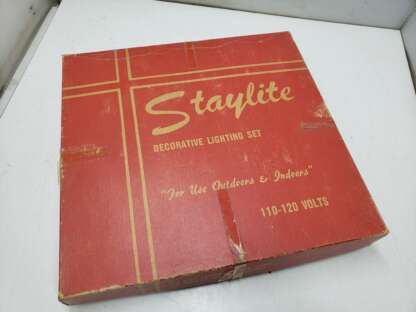 Staylite
DECORATIVE LIGHTING SET
"For Use Outdoors & Indoors"
110-120 VOLTS